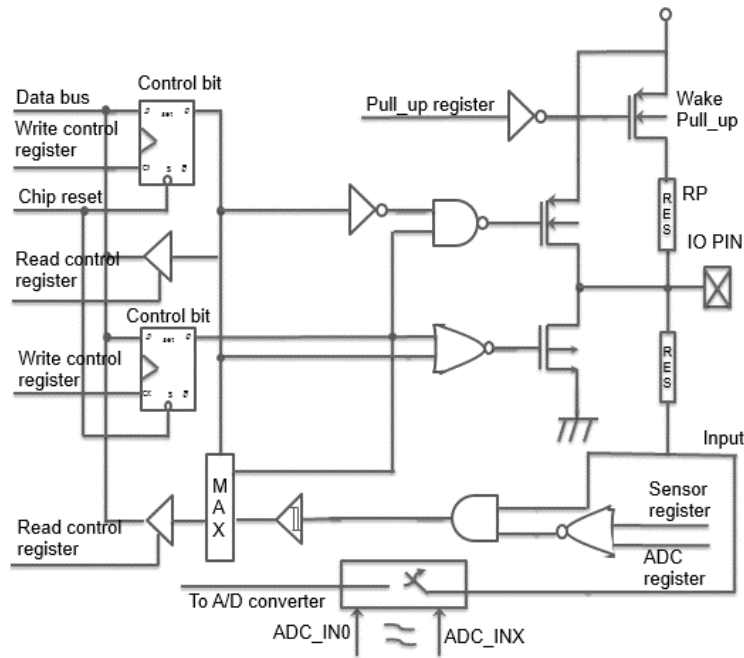 Control bit
Data bus
Pull_up register
Wake
Pull_up
Write control
register
Chip reset
RES
RP
IO PIN
Read control
register
Control bit
Write control
register
RES
Input
MAX
Sensor
register
Read control
register
ADC
register
To A/D converter
ADC_IN0
ADC_INX